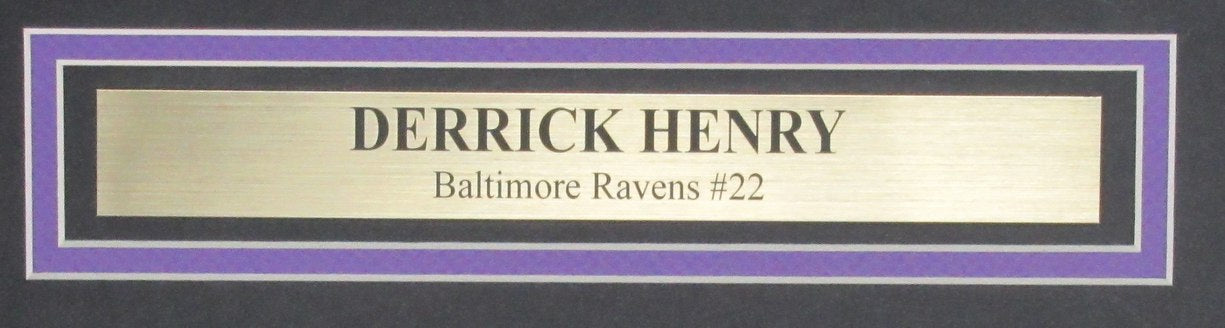 DERRICK HENRY
Baltimore Ravens #22